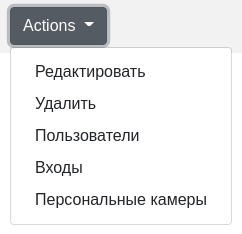 Actions
Редактировать
Удалить
Пользователи
Входы
Персональные камеры